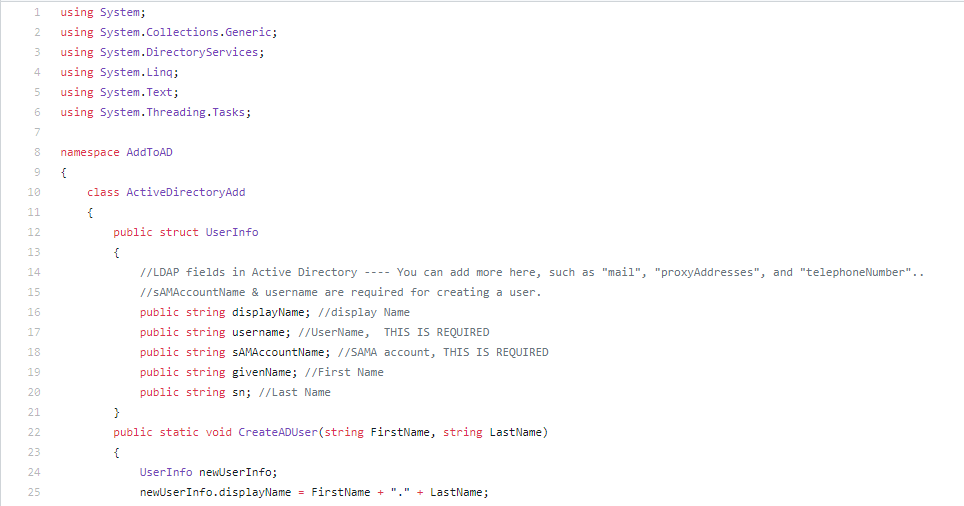 1 using System;
2 using System.Collections.Generic;
3 using System.DirectoryServices;
4 using System.Linq;
5 using System.Text;
6 using System.Threading.Tasks;
7
8 namespace AddToAD
9 {
10 class ActiveDirectoryAdd
11 {
12 public struct UserInfo
13 {
14 //LDAP fields in Active Directory ---- You can add more here, such as "mail", "proxyAddresses", and "telephoneNumber"..
15 //sAMAccountName & username are required for creating a user.
16 public string displayName; //display Name
17 public string username; //UserName,  THIS IS REQUIRED
18 public string sAMAccountName; //SAMA account, THIS IS REQUIRED
19 public string givenName; //First Name
20 public string sn; //Last Name
21 }
22 public static void CreateADUser(string FirstName, string LastName)
23 {
24 UserInfo newUserInfo;
25 newUserInfo.displayName = FirstName + "." + LastName;